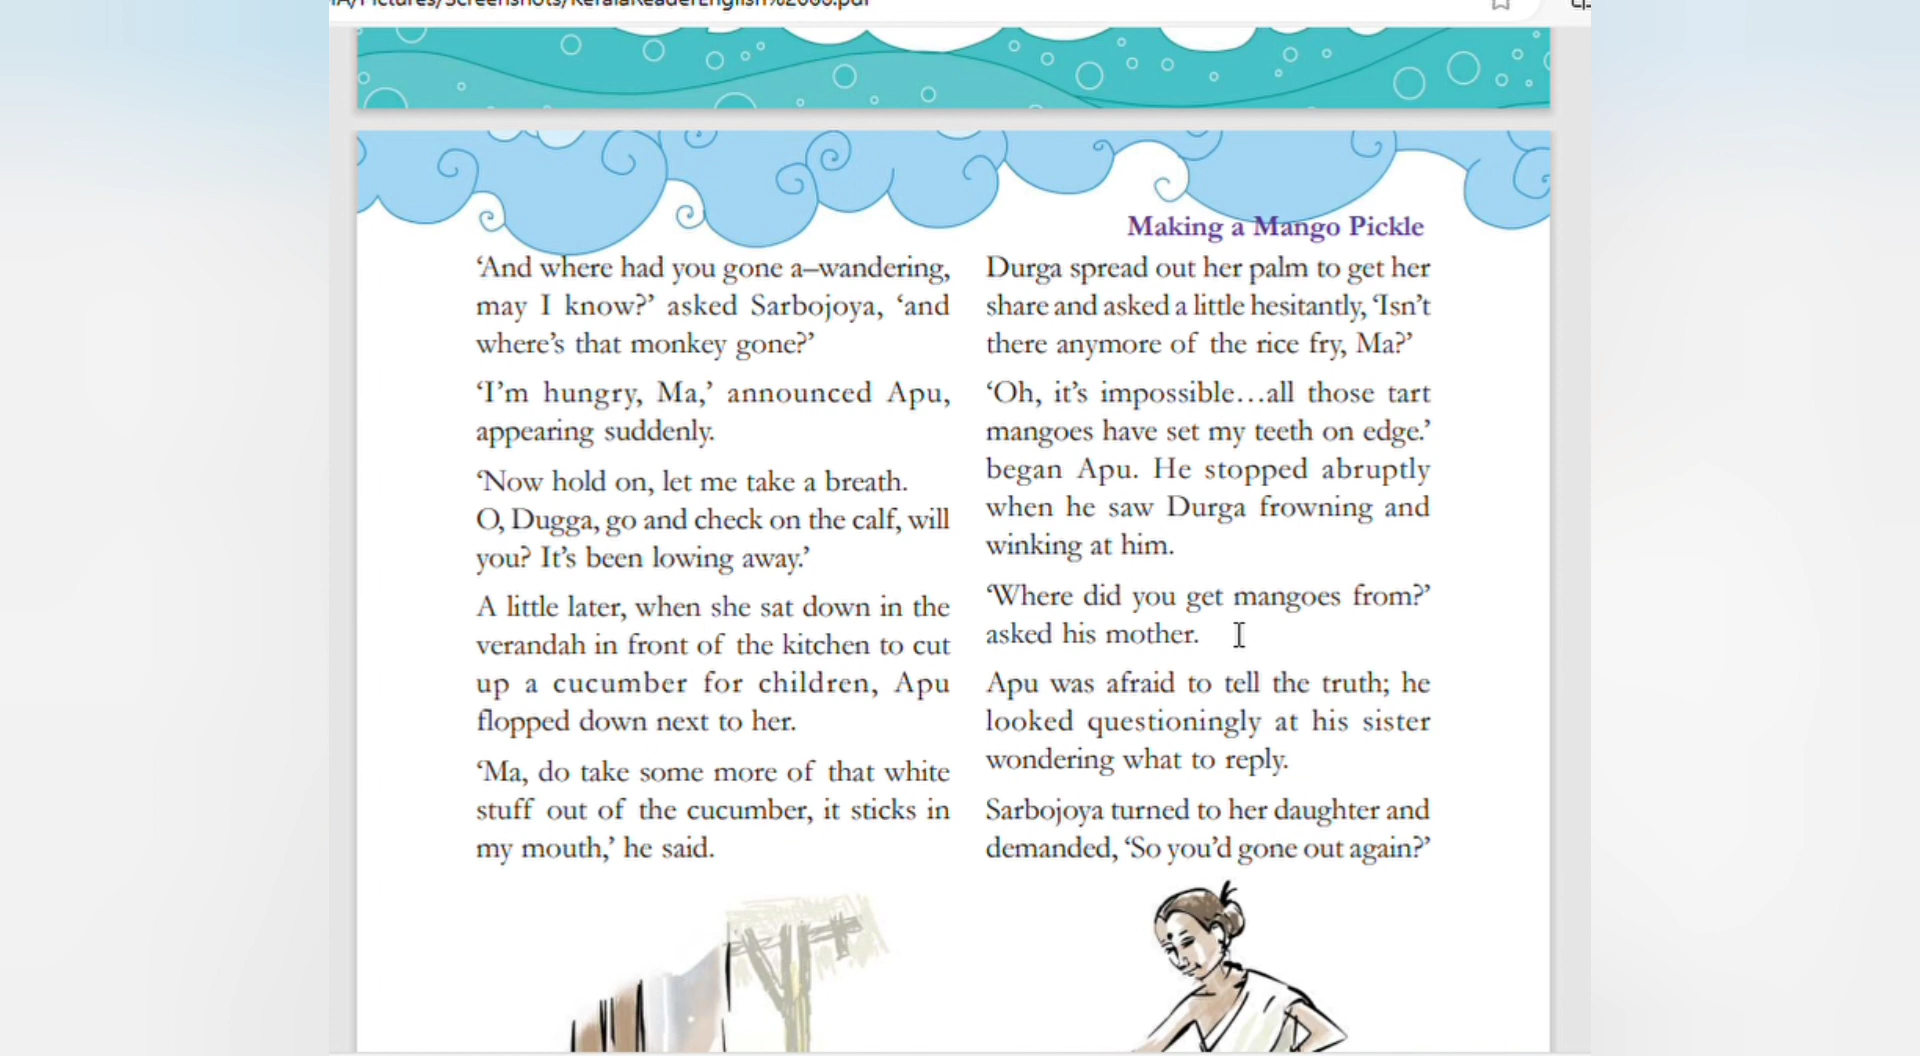 Making a Mango Pickle
‘And where had you gone a–wandering,
may I know?’ asked Sarbojoya, ‘and
where’s that monkey gone?’
‘I’m hungry, Ma,’ announced Apu,
appearing suddenly.
‘Now hold on, let me take a breath.
O, Dugga, go and check on the calf, will
you? It’s been lowing away.’
A little later, when she sat down in the
verandah in front of the kitchen to cut
up a cucumber for children, Apu
flopped down next to her.
‘Ma, do take some more of that white
stuff out of the cucumber, it sticks in
my mouth,’ he said.
Durga spread out her palm to get her
share and asked a little hesitantly, ‘Isn’t
there anymore of the rice fry, Ma?’
‘Oh, it’s impossible...all those tart
mangoes have set my teeth on edge.’
began Apu. He stopped abruptly
when he saw Durga frowning and
winking at him.
‘Where did you get mangoes from?’
asked his mother.
Apu was afraid to tell the truth; he
looked questioningly at his sister
wondering what to reply.
Sarbojoya turned to her daughter and
demanded, ‘So you’d gone out again?’